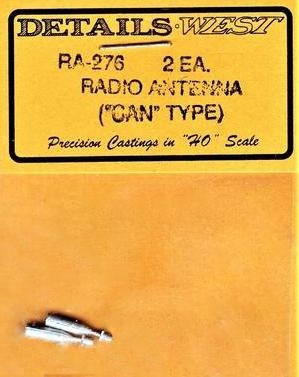 DETAILS WEST
RA-276 2 EA.
RADIO ANTENNA
("CAN" TYPE)
Precision Castings in "HO" Scale